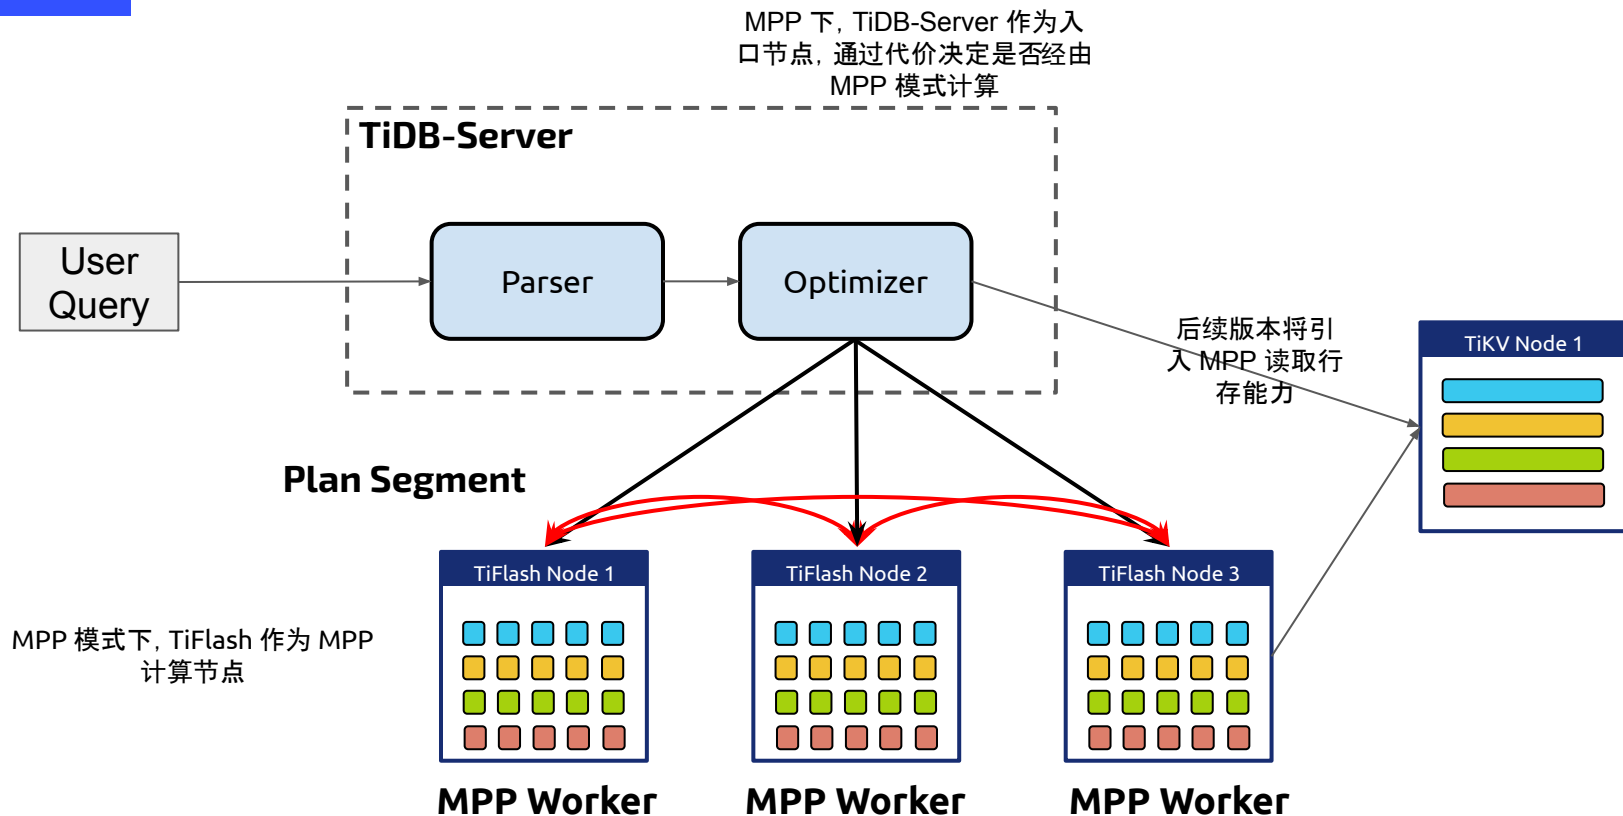 MPP 下, TiDB-Server 作为入
口节点, 通过代价决定是否经由
MPP 模式计算
TiDB-Server
User
Query
Parser
Optimizer
后续版本将引
入 MPP 读取行
存能力
TiKV Node 1
Plan Segment
TiFlash Node 1
TiFlash Node 2
TiFlash Node 3
MPP 模式下, TiFlash 作为 MPP
计算节点
MPP Worker
MPP Worker
MPP Worker